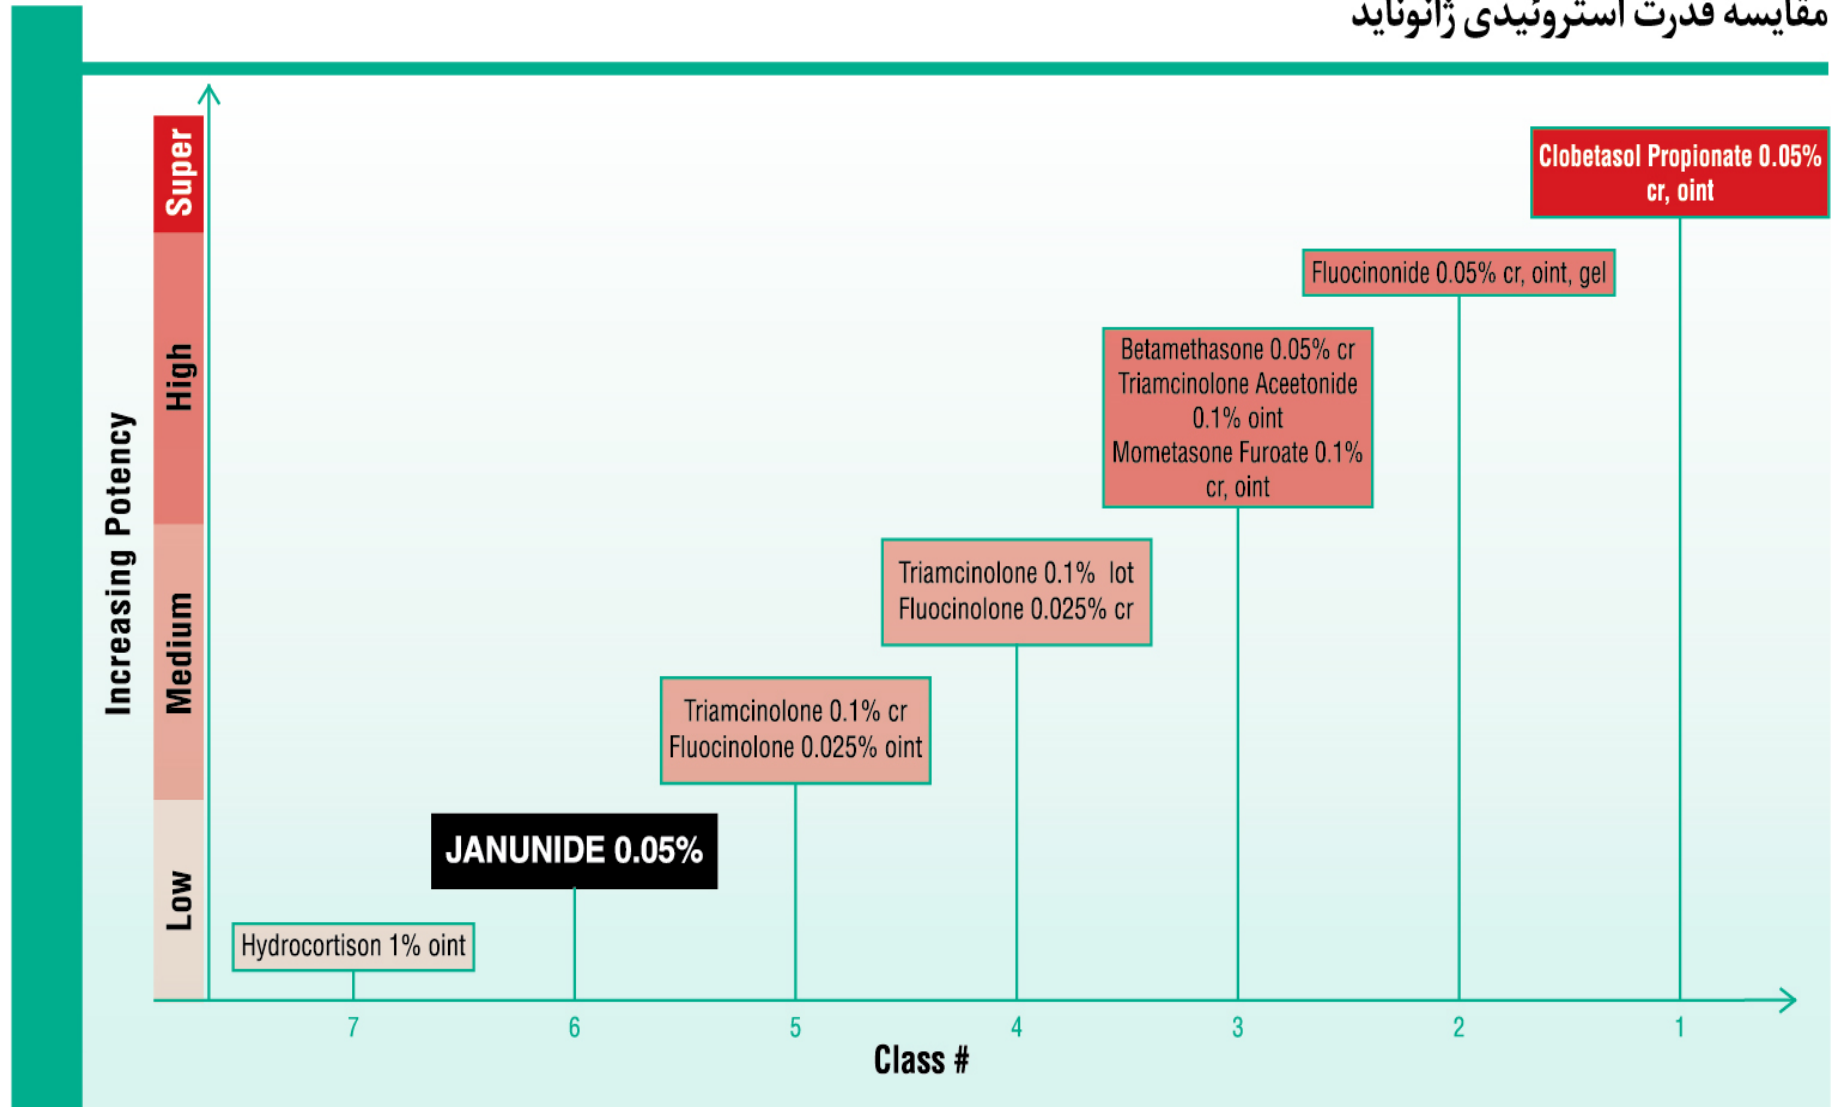 مقایسه قدرت استروئیدی ژانوناید
Super
High
Medium
Low
Increasing Potency
Clobetasol Propionate 0.05%
cr, oint
Fluocinonide 0.05% cr, oint, gel
Betamethasone 0.05% cr
Triamcinolone Aceetonide
0.1% oint
Mometasone Furoate 0.1%
cr, oint
Triamcinolone 0.1% lot
Fluocinolone 0.025% cr
Triamcinolone 0.1% cr
Fluocinolone 0.025% oint
JANUNIDE 0.05%
Hydrocortison 1% oint
7 6 5 4 3 2 1
Class #